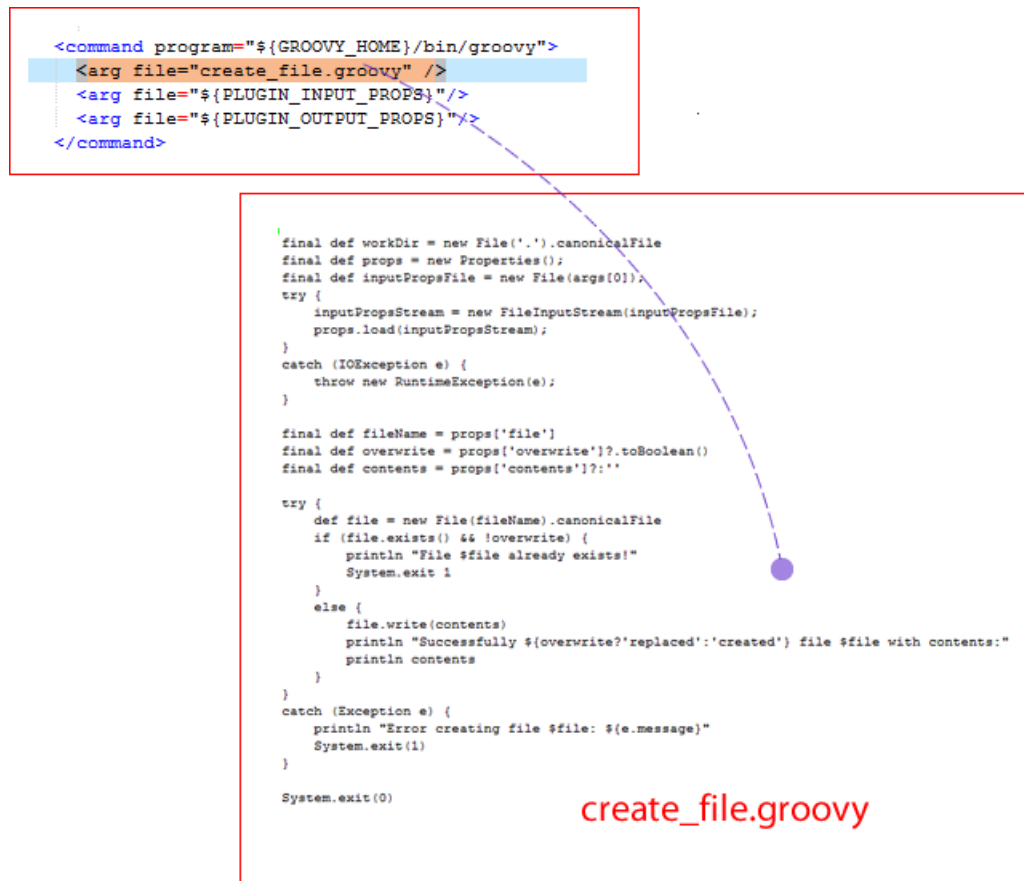 <command program="${GROOVY_HOME}/bin/groovy">
<arg file="create_file.groovy" />
<arg file="${PLUGIN_INPUT_PROPS}"/>
<arg file="${PLUGIN_OUTPUT_PROPS}"/>
</command>
final def workDir = new File('.').canonicalFile
final def props = new Properties();
final def inputPropsFile = new File(args[0]);
try {
    inputPropsStream = new FileInputStream(inputPropsFile);
    props.load(inputPropsStream);
}
catch (IOException e) {
    throw new RuntimeException(e);
}
final def fileName = props['file']
final def overwrite = props['overwrite']?.toBoolean()
final def contents = props['contents']?:''
try {
    def file = new File(fileName).canonicalFile
    if (file.exists() && !overwrite) {
        println "File $file already exists!"
        System.exit 1
    }
    else {
        file.write(contents)
        println "Successfully ${overwrite?'replaced':'created'} file $file with contents:"
        println contents
    }
}
catch (Exception e) {
    println "Error creating file $file: ${e.message}"
    System.exit(1)
}
System.exit(0)
create_file.groovy